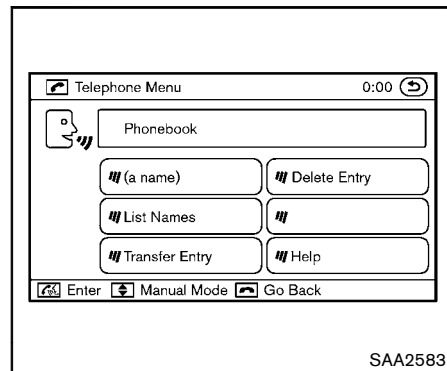 Telephone Menu 0:00
Phonebook
(a name) Delete Entry
List Names
Transfer Entry Help
Enter Manual Mode Go Back
SAA2583